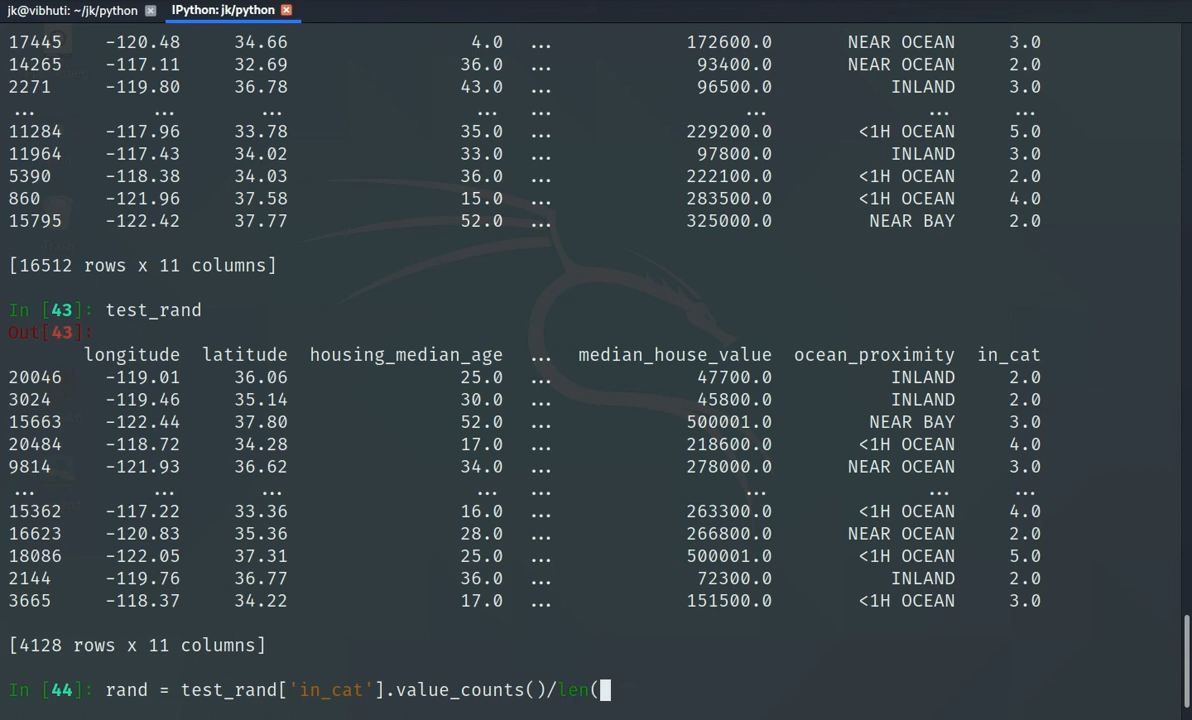 jk@vibhuti: ~/jk/python IPython: jk/python
17445 -120.48 34.66 4.0 ... 172600.0 NEAR OCEAN 3.0
14265 -117.11 32.69 36.0 ... 93400.0 NEAR OCEAN 2.0
2271 -119.80 36.78 43.0 ... 96500.0 INLAND 3.0
... ... ... ... ... ... ... ...
11284 -117.96 33.78 35.0 ... 229200.0 <1H OCEAN 5.0
11964 -117.43 34.02 33.0 ... 97800.0 INLAND 3.0
5390 -118.38 34.03 36.0 ... 222100.0 <1H OCEAN 2.0
860 -121.96 37.58 15.0 ... 283500.0 <1H OCEAN 4.0
15795 -122.42 37.77 52.0 ... 325000.0 NEAR BAY 2.0
[16512 rows x 11 columns]
In [43]: test_rand
Out[43]:
longitude latitude housing_median_age ... median_house_value ocean_proximity in_cat
20046 -119.01 36.06 25.0 ... 47700.0 INLAND 2.0
3024 -119.46 35.14 30.0 ... 45800.0 INLAND 2.0
15663 -122.44 37.80 52.0 ... 500001.0 NEAR BAY 3.0
20484 -118.72 34.28 17.0 ... 218600.0 <1H OCEAN 4.0
9814 -121.93 36.62 34.0 ... 278000.0 NEAR OCEAN 3.0
... ... ... ... ... ... ... ...
15362 -117.22 33.36 16.0 ... 263300.0 <1H OCEAN 4.0
16623 -120.83 35.36 28.0 ... 266800.0 NEAR OCEAN 2.0
18086 -122.05 37.31 25.0 ... 500001.0 <1H OCEAN 5.0
2144 -119.76 36.77 36.0 ... 72300.0 INLAND 2.0
3665 -118.37 34.22 17.0 ... 151500.0 <1H OCEAN 3.0
[4128 rows x 11 columns]
In [44]: rand = test_rand['in_cat'].value_counts()/len(